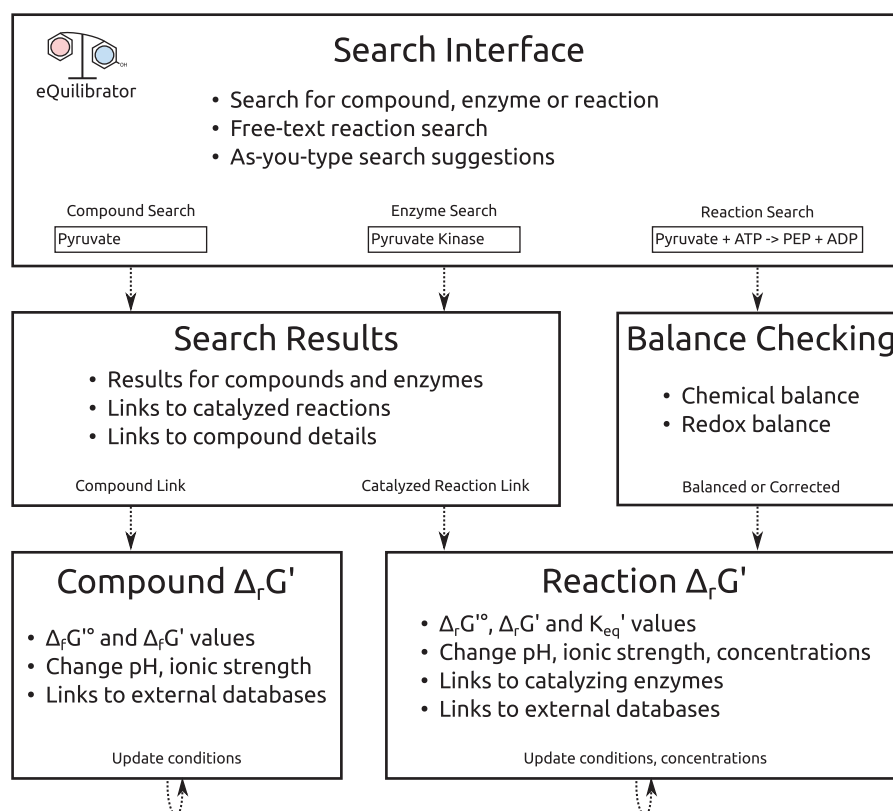 Search Interface
OH
eQuilibrator
• Search for compound, enzyme or reaction
• Free-text reaction search
• As-you-type search suggestions
Compound Search
Pyruvate
Enzyme Search
Pyruvate Kinase
Reaction Search
Pyruvate + ATP -> PEP + ADP
Search Results
• Results for compounds and enzymes
• Links to catalyzed reactions
• Links to compound details
Compound Link
Catalyzed Reaction Link
Balance Checking
• Chemical balance
• Redox balance
Balanced or Corrected
Compound ΔrG'
• ΔfG'° and ΔfG' values
• Change pH, ionic strength
• Links to external databases
Update conditions
Reaction ΔrG'
• ΔrG'°, ΔrG' and Keq' values
• Change pH, ionic strength, concentrations
• Links to catalyzing enzymes
• Links to external databases
Update conditions, concentrations